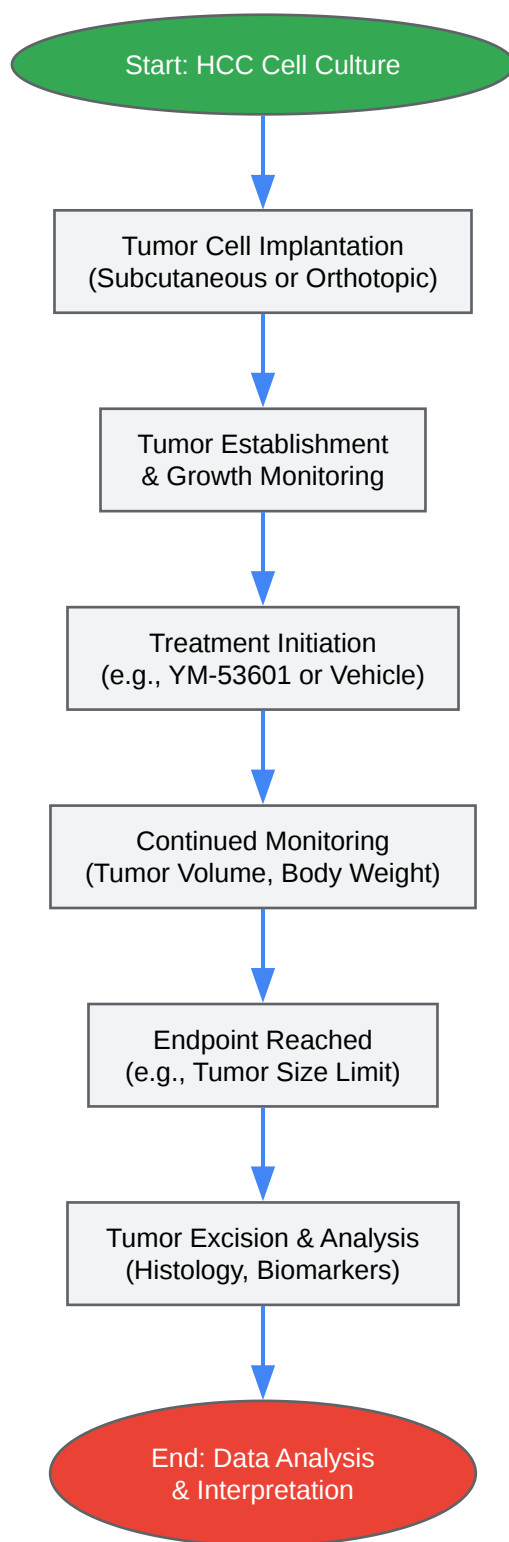 Start: HCC Cell Culture
Tumor Cell Implantation
(Subcutaneous or Orthotopic)
Tumor Establishment
& Growth Monitoring
Treatment Initiation
(e.g., YM-53601 or Vehicle)
Continued Monitoring
(Tumor Volume, Body Weight)
Endpoint Reached
(e.g., Tumor Size Limit)
Tumor Excision & Analysis
(Histology, Biomarkers)
End: Data Analysis
& Interpretation